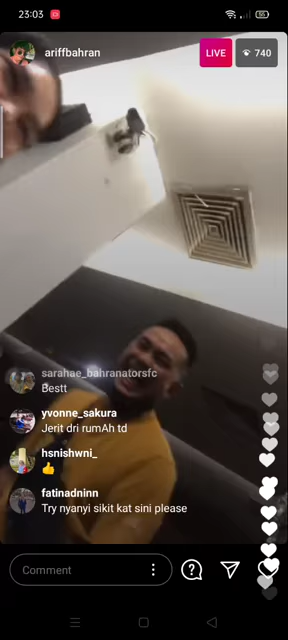 23:03
55
ariffbahran
LIVE
740
sarahae_bahranatorsfc
Bestt
yvonne_sakura
Jerit dri rumAh td
hsnishwni_
fatinadninn
Try nyanyi sikit kat sini please
Comment